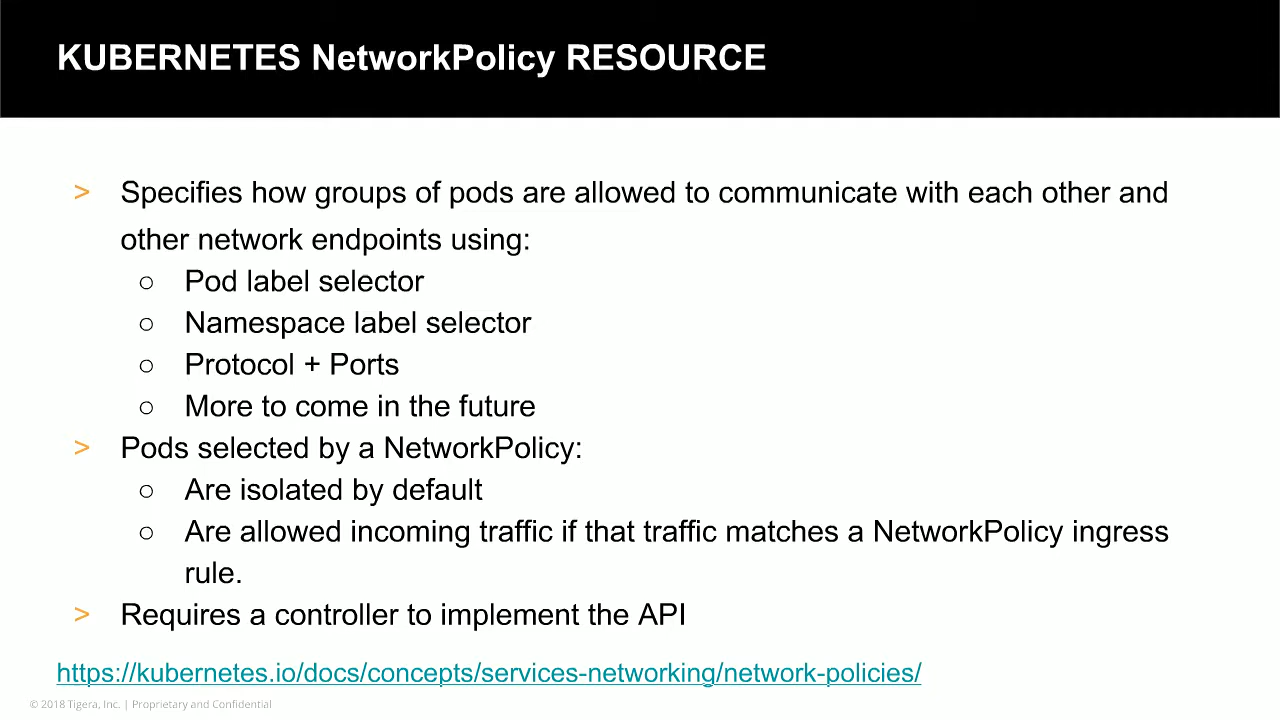 KUBERNETES NetworkPolicy RESOURCE
> Specifies how groups of pods are allowed to communicate with each other and
other network endpoints using:
○ Pod label selector
○ Namespace label selector
○ Protocol + Ports
○ More to come in the future
> Pods selected by a NetworkPolicy:
○ Are isolated by default
○ Are allowed incoming traffic if that traffic matches a NetworkPolicy ingress
rule.
> Requires a controller to implement the API
https://kubernetes.io/docs/concepts/services-networking/network-policies/
© 2018 Tigera, Inc. | Proprietary and Confidential